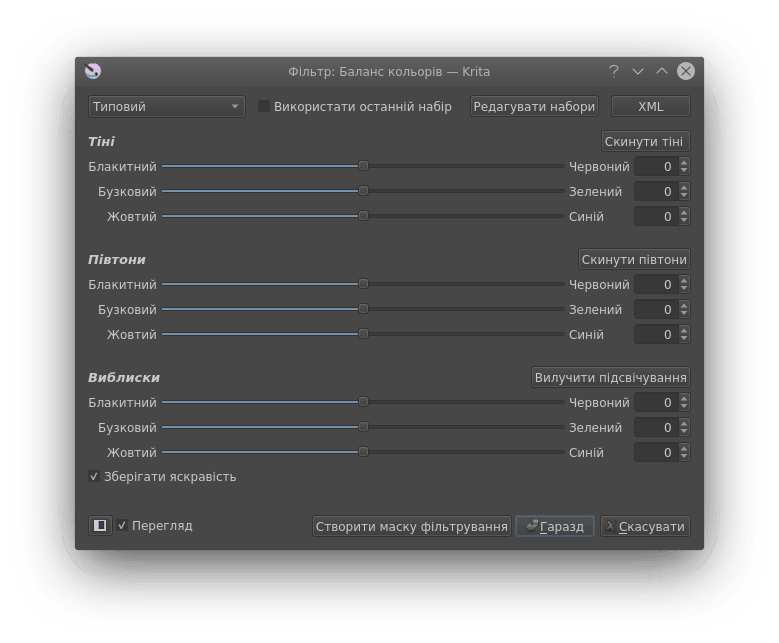 Фільтр: Баланс кольорів — Krita
Типовий Використати останній набір Редагувати набори XML
Тіні Скинути тіні
Блакитний Червоний 0
Бузковий Зелений 0
Жовтий Синій 0
Півтони Скинути півтони
Блакитний Червоний 0
Бузковий Зелений 0
Жовтий Синій 0
Виблиски Вилучити підсвічування
Блакитний Червоний 0
Бузковий Зелений 0
Жовтий Синій 0
Зберігати яскравість
Перегляд Створити маску фільтрування Гаразд Скасувати